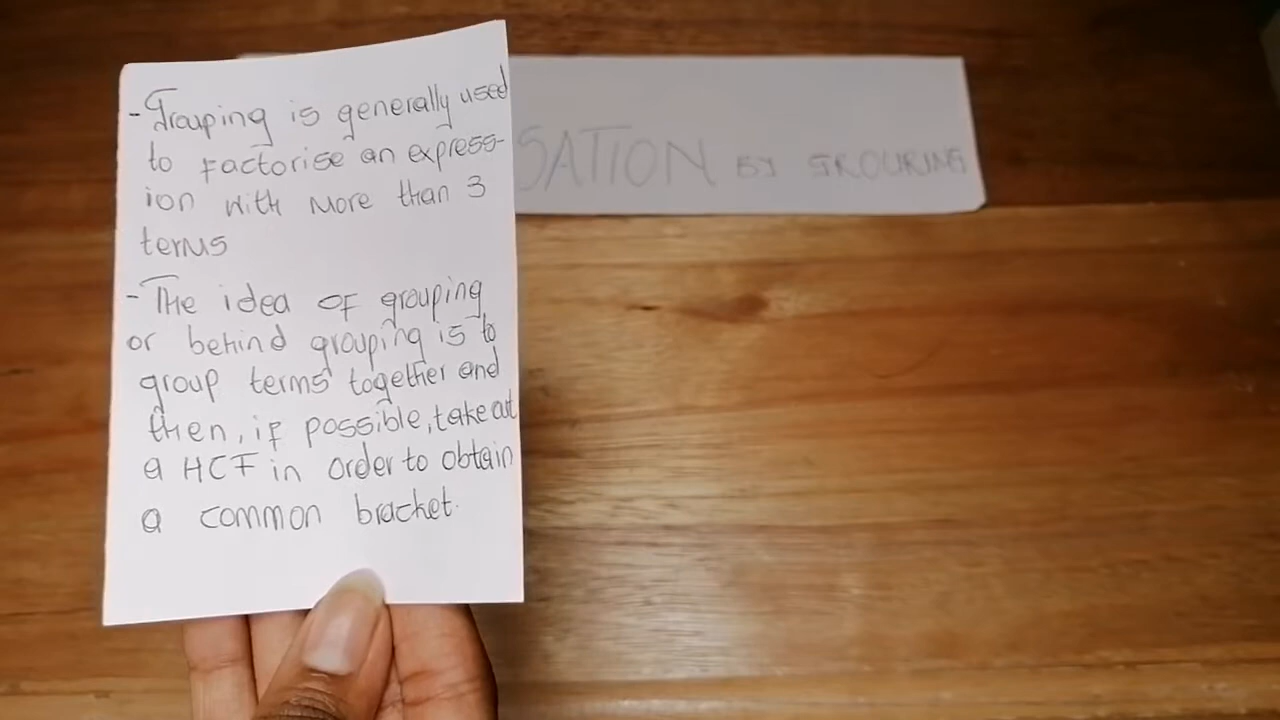 - Grouping is generally used
to factorise an express-
ion with more than 3
terms
- The idea of grouping
or behind grouping is to
group terms together and
then, if possible, take out
a HCF in order to obtain
a common bracket.
SATION BY GROUPING